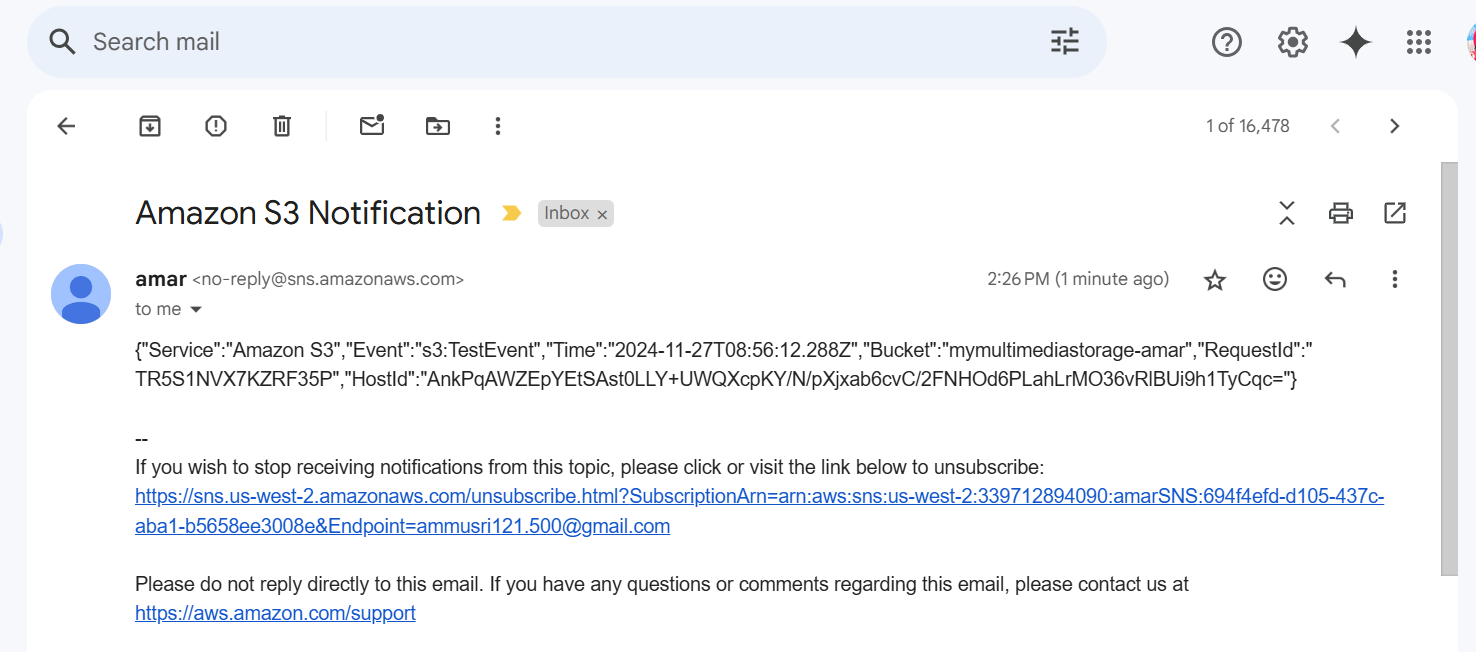 Search mail
1 of 16,478
Amazon S3 Notification
Inbox ×
amar <no-reply@sns.amazonaws.com>
2:26 PM (1 minute ago)
to me
{"Service":"Amazon S3","Event":"s3:TestEvent","Time":"2024-11-27T08:56:12.288Z","Bucket":"mymultimediastorage-amar","RequestId":"
TR5S1NVX7KZRF35P","HostId":"AnkPqAWZEpYEtSAst0LLY+UWQXcpKY/N/pXjxab6cvC/2FNHOd6PLahLrMO36vRlBUi9h1TyCqc="}
--
If you wish to stop receiving notifications from this topic, please click or visit the link below to unsubscribe:
https://sns.us-west-2.amazonaws.com/unsubscribe.html?SubscriptionArn=arn:aws:sns:us-west-2:339712894090:amarSNS:694f4efd-d105-437c-
aba1-b5658ee3008e&Endpoint=ammusri121.500@gmail.com
Please do not reply directly to this email. If you have any questions or comments regarding this email, please contact us at
https://aws.amazon.com/support